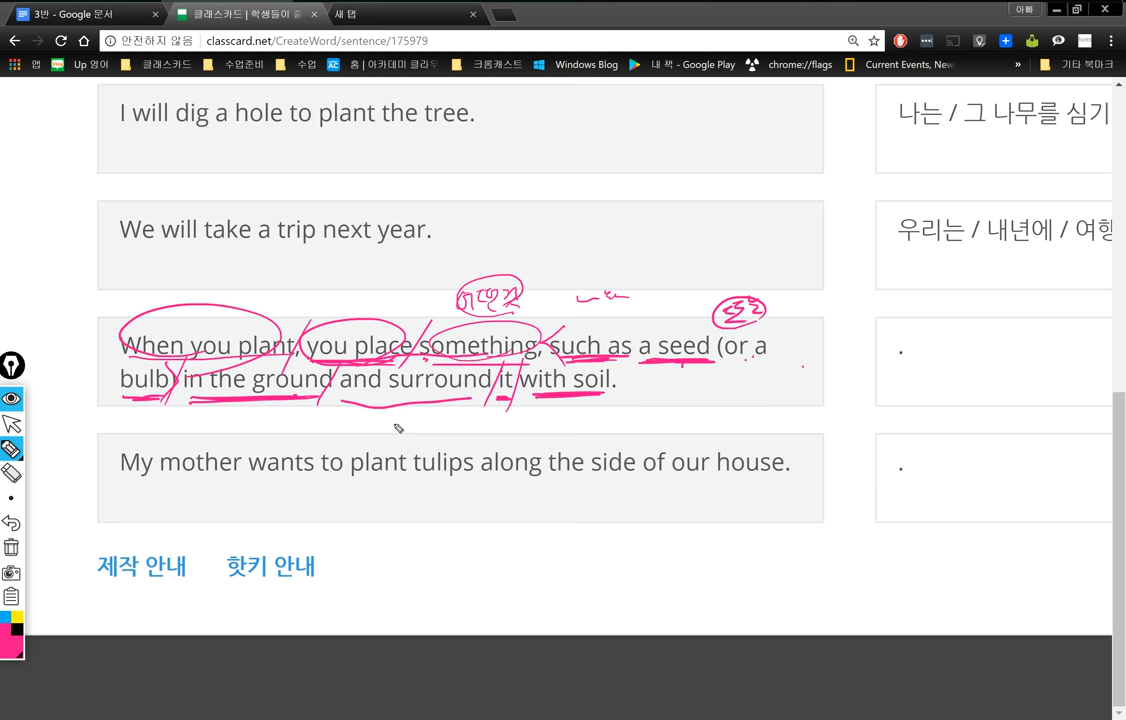 3반 - Google 문서
클래스카드 | 학생들이 좋
새 탭
아빠
안전하지 않음 classcard.net/CreateWord/sentence/175979
앱 Up 영어 클래스카드 수업준비 수업 홈 | 아카데미 클라우 크롬캐스트 Windows Blog 내 책 - Google Play chrome://flags Current Events, New » 기타 북마크
I will dig a hole to plant the tree.
나는 / 그 나무를 심기
We will take a trip next year.
우리는 / 내년에 / 여행
어떤것
When you plant, you place something, such as a seed (or a
bulb) in the ground and surround it with soil.
.
My mother wants to plant tulips along the side of our house.
.
제작 안내 핫키 안내